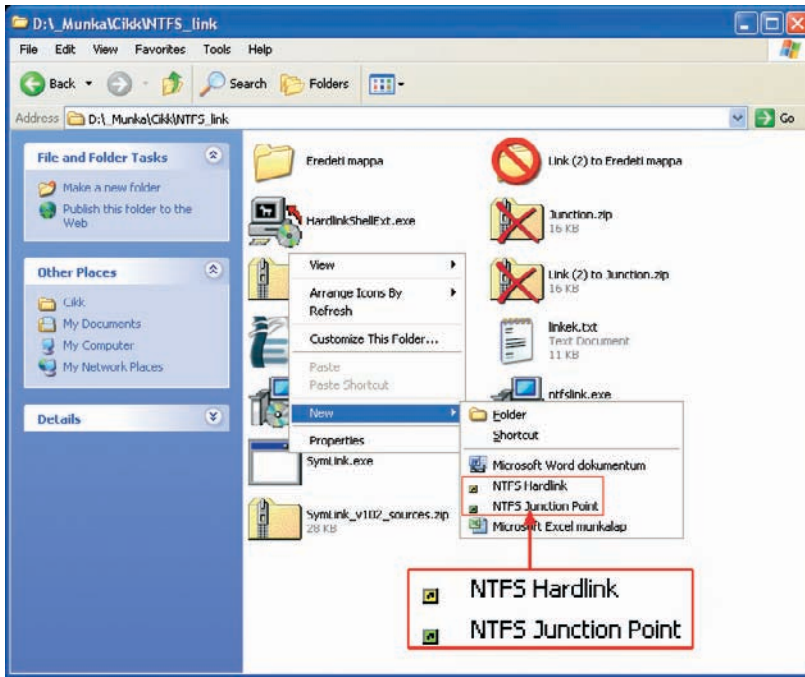 D:\_Munka\Cikk\NTFS_link
File Edit View Favorites Tools Help
Back Search Folders
Address D:\_Munka\Cikk\NTFS_link Go
File and Folder Tasks
Make a new folder
Publish this folder to the
Web
Other Places
Cikk
My Documents
My Computer
My Network Places
Details
Eredeti mappa
Link (2) to Eredeti mappa
HardlinkShellExt.exe
Junction.zip
16 KB
Link (2) to Junction.zip
16 KB
linkek.txt
Text Document
11 KB
ntfslink.exe
SymLink.exe
SymLink_v102_sources.zip
28 KB
View
Arrange Icons By
Refresh
Customize This Folder...
Paste
Paste Shortcut
New
Properties
Folder
Shortcut
Microsoft Word dokumentum
NTFS Hardlink
NTFS Junction Point
Microsoft Excel munkalap
NTFS Hardlink
NTFS Junction Point